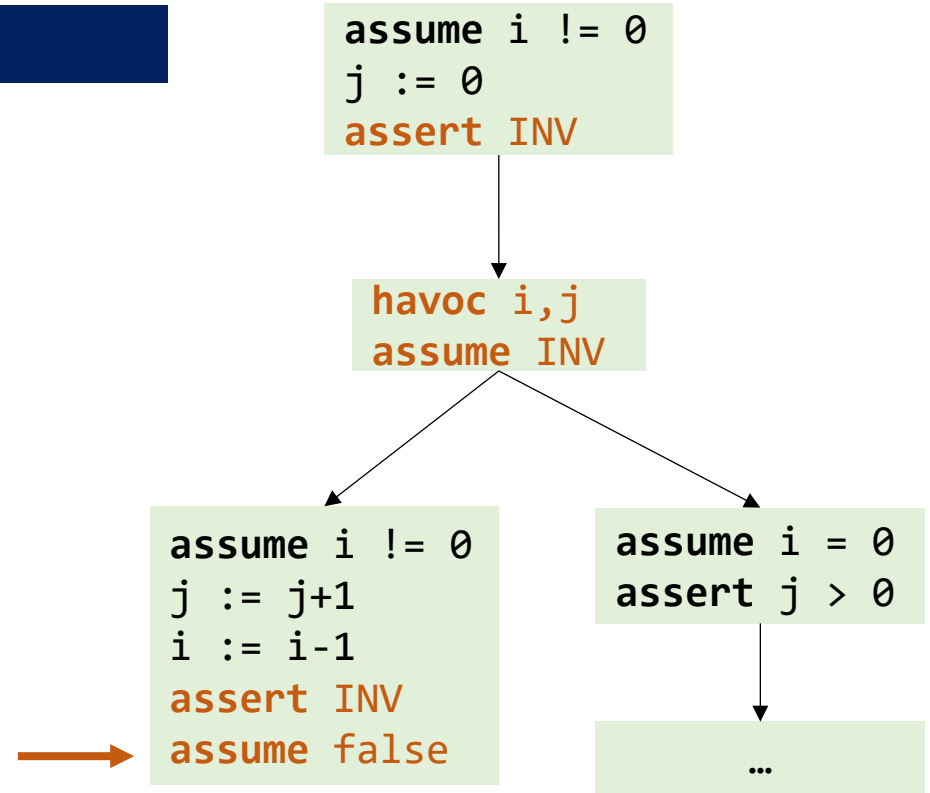 assume i != 0
j := 0
assert INV
havoc i,j
assume INV
assume i != 0
j := j+1
i := i-1
assert INV
assume false
assume i = 0
assert j > 0
…